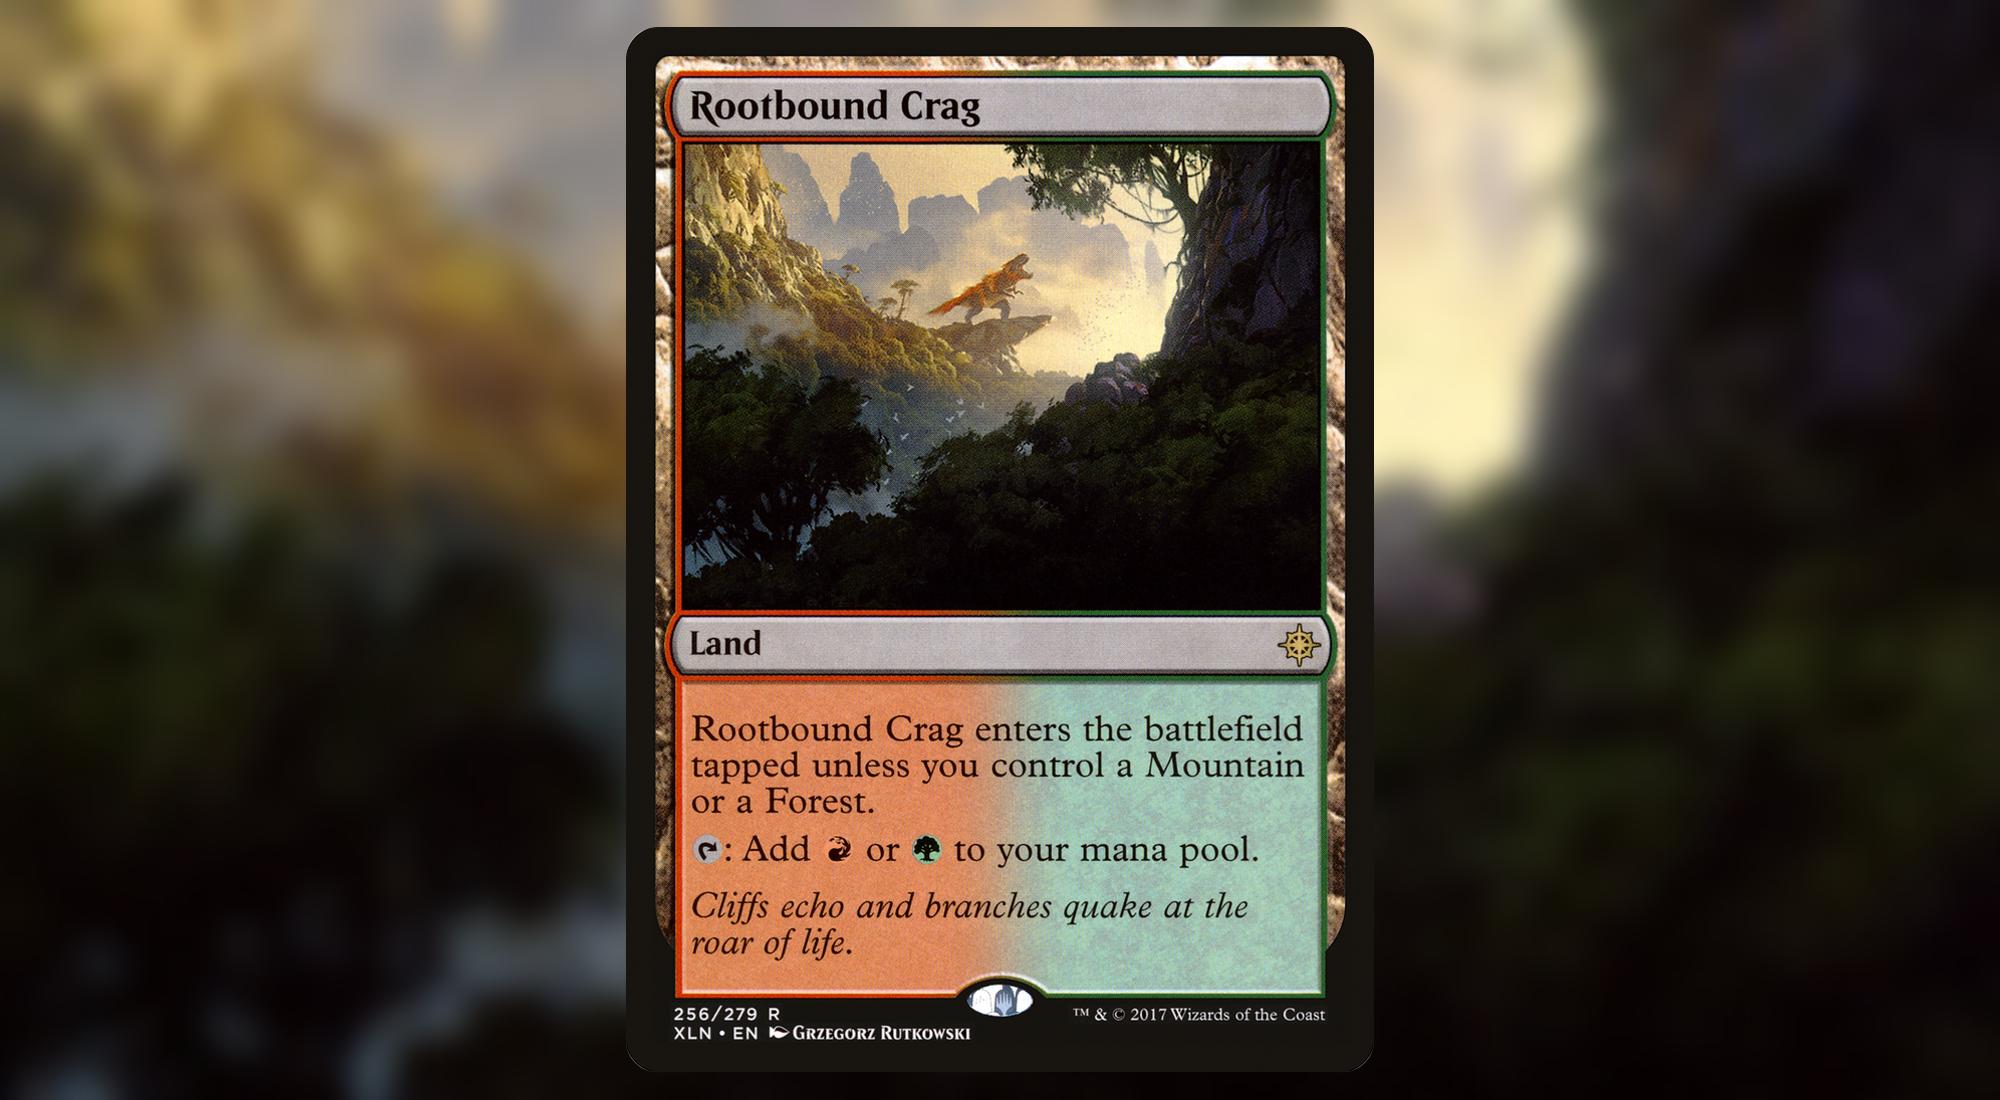 Rootbound Crag
Land
Rootbound Crag enters the battlefield
tapped unless you control a Mountain
or a Forest.
: Add or to your mana pool.
Cliffs echo and branches quake at the
roar of life.
256/279 R
XLN • EN Grzegorz Rutkowski
™ & © 2017 Wizards of the Coast